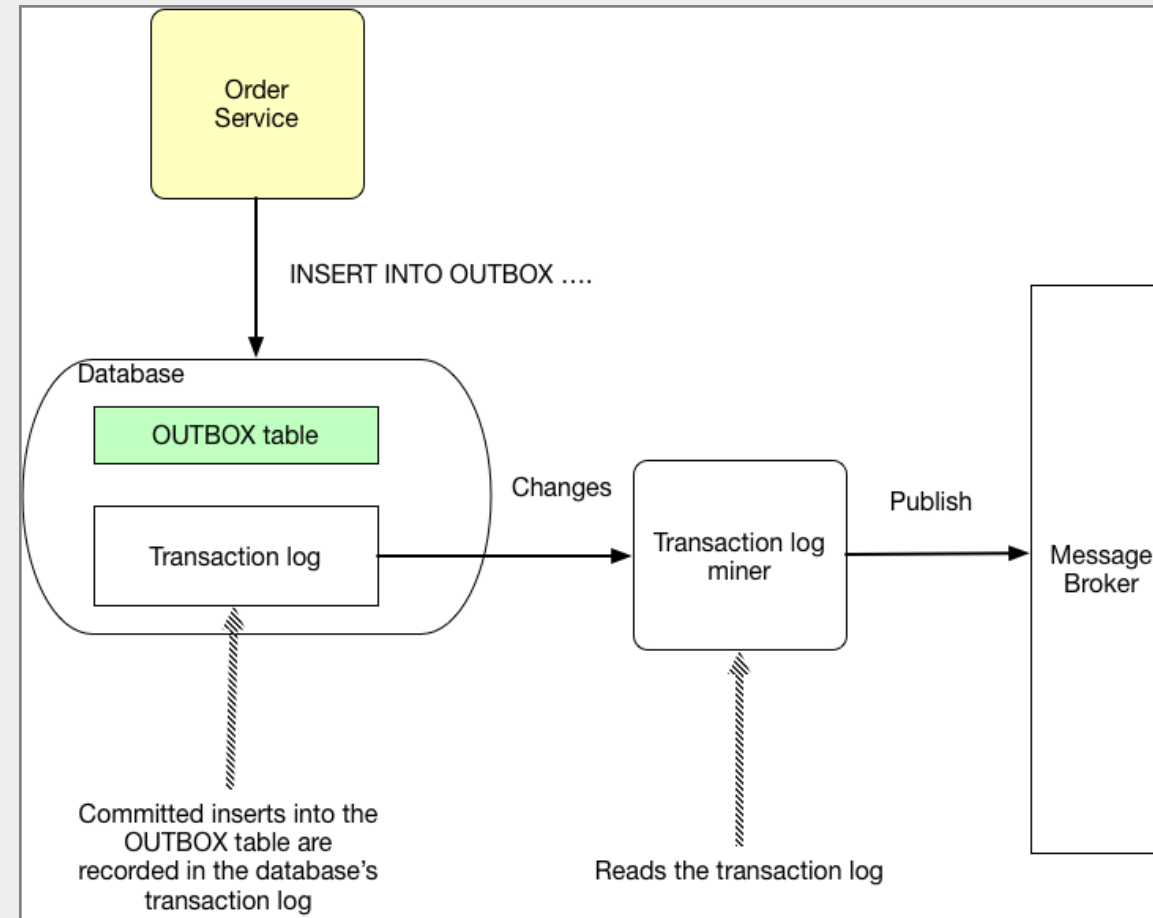 Order
Service
INSERT INTO OUTBOX ....
Database
OUTBOX table
Transaction log
Changes
Transaction log
miner
Publish
Message
Broker
Committed inserts into the
OUTBOX table are
recorded in the database's
transaction log
Reads the transaction log